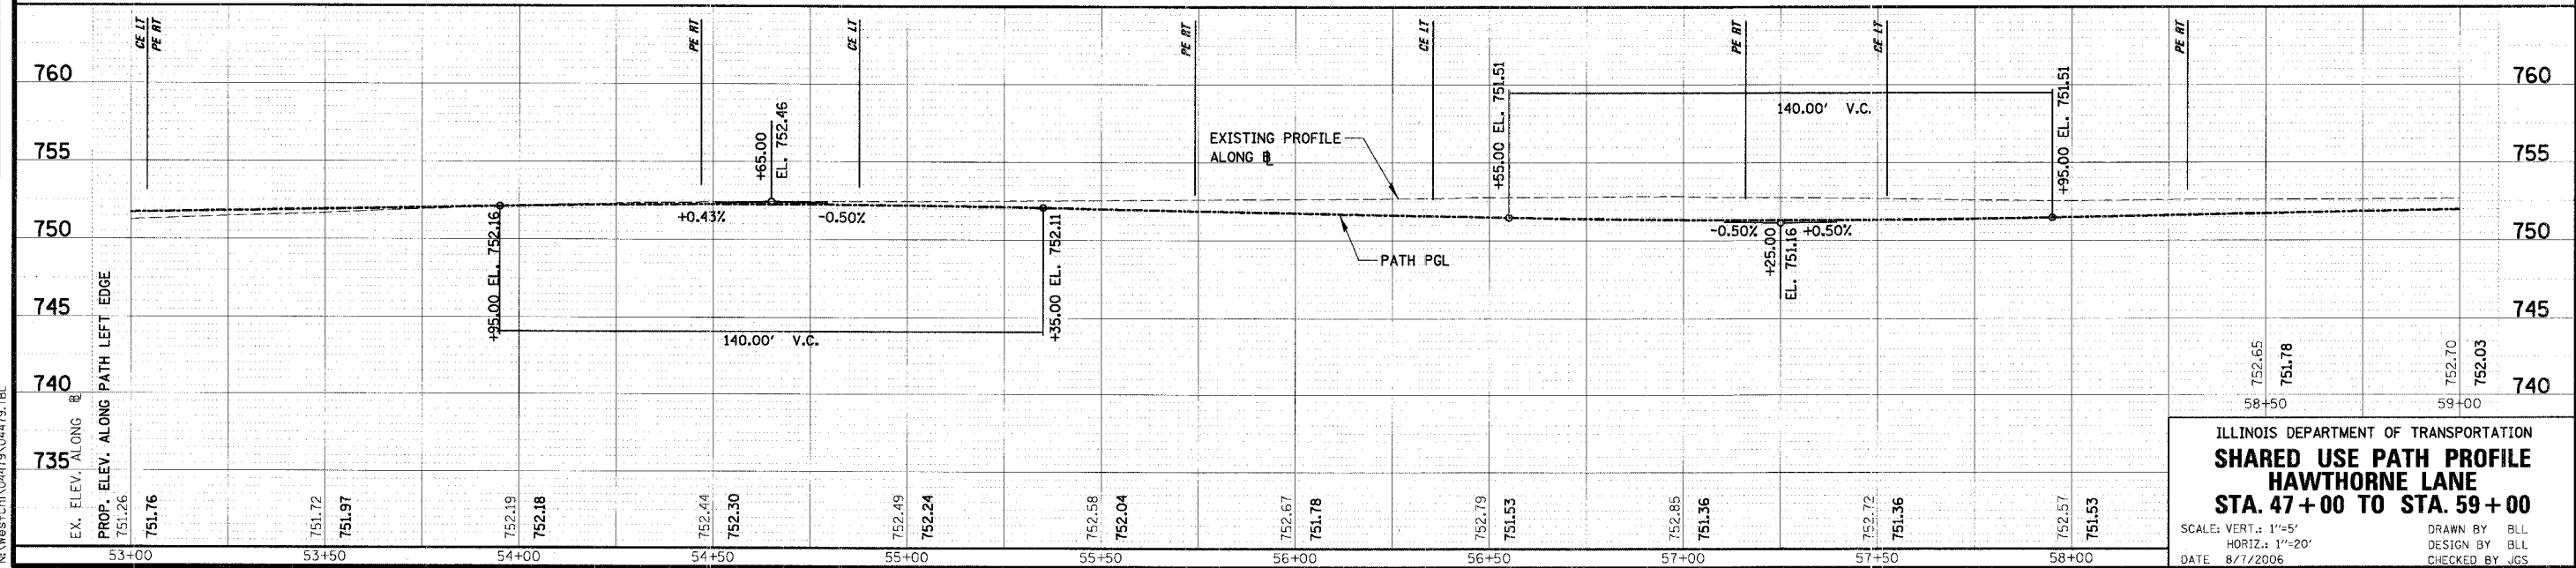 CE LT
PE RT
PE RT
CE LT
PE RT
CE LT
PE RT
CE LT
PE RT
760
755
750
745
740
735
760
755
750
745
740
+95.00 EL. 752.16
+0.43%
+65.00
EL. 752.46
-0.50%
+35.00 EL. 752.11
140.00' V.C.
EXISTING PROFILE
ALONG ℄
PATH PGL
+55.00 EL. 751.51
140.00' V.C.
-0.50%
+25.00
EL. 751.16
+0.50%
+95.00 EL. 751.51
EX. ELEV. ALONG
PROP. ELEV. ALONG PATH LEFT EDGE
751.26
751.76
751.72
751.97
752.19
752.18
752.44
752.30
752.49
752.24
752.58
752.04
752.67
751.78
752.79
751.53
752.85
751.36
752.72
751.36
752.57
751.53
752.65
751.78
752.70
752.03
58+50
59+00
53+00
53+50
54+00
54+50
55+00
55+50
56+00
56+50
57+00
57+50
58+00
ILLINOIS DEPARTMENT OF TRANSPORTATION
SHARED USE PATH PROFILE
HAWTHORNE LANE
STA. 47+00 TO STA. 59+00
SCALE: VERT.: 1"=5'
HORIZ.: 1"=20'
DATE 8/7/2006
DRAWN BY BLL
DESIGN BY BLL
CHECKED BY JGS